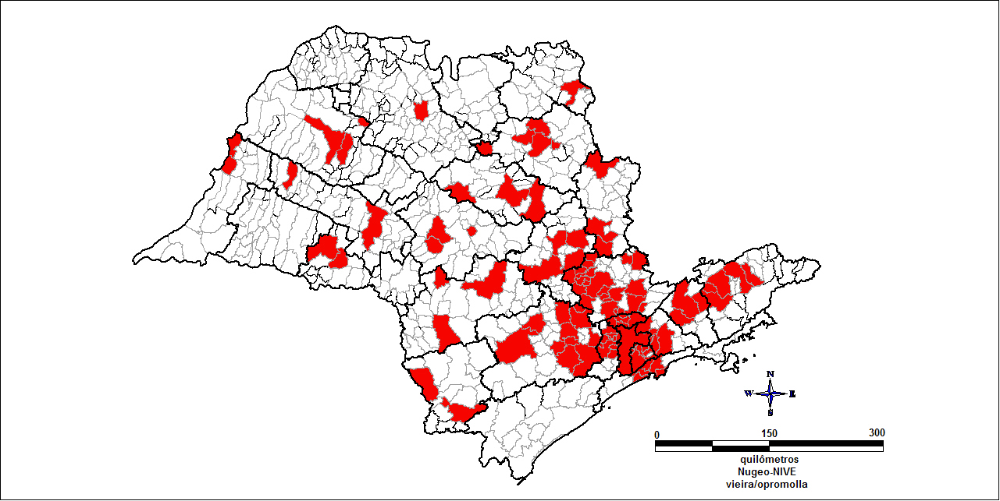 N
W E
S
0 150 300
quilômetros
Nugeo-NIVE
vieira/opromolla